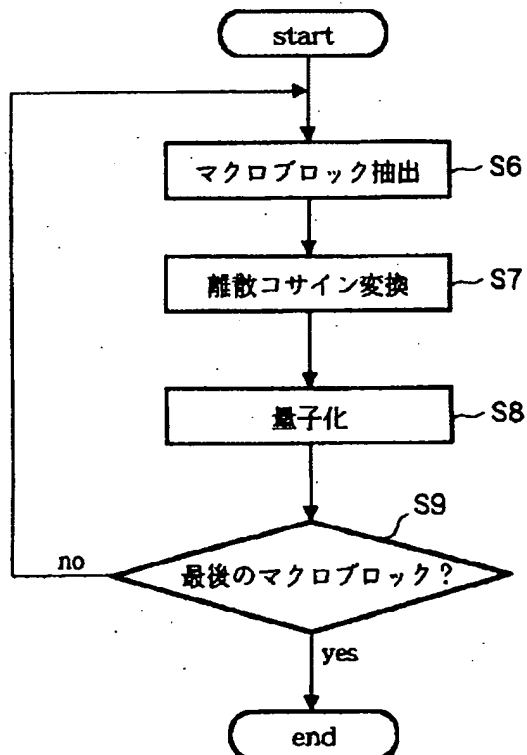 start
マクロブロック抽出
S6
離散コサイン変換
S7
量子化
S8
S9
最後のマクロブロック?
no
yes
end